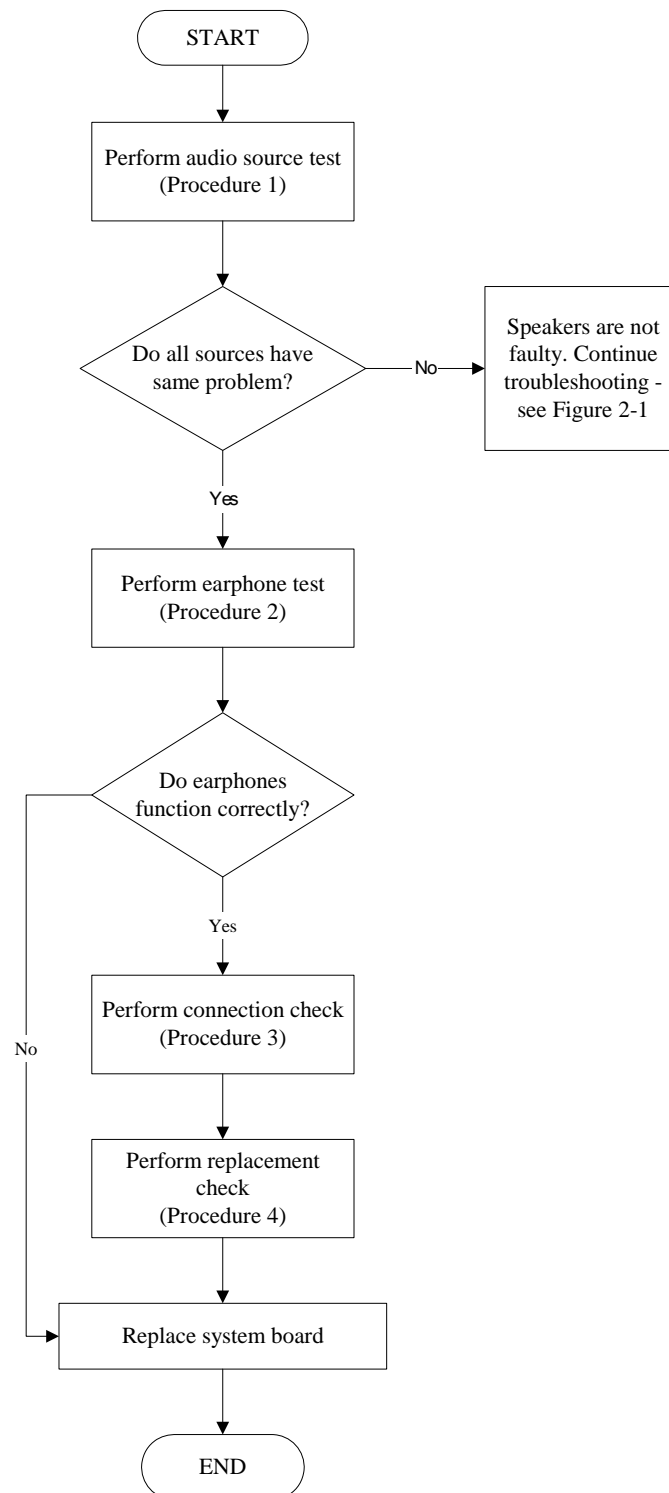 START
Perform audio source test
(Procedure 1)
Do all sources have
same problem?
No
Speakers are not
faulty. Continue
troubleshooting -
see Figure 2-1
Yes
Perform earphone test
(Procedure 2)
Do earphones
function correctly?
Yes
Perform connection check
(Procedure 3)
No
Perform replacement
check
(Procedure 4)
Replace system board
END